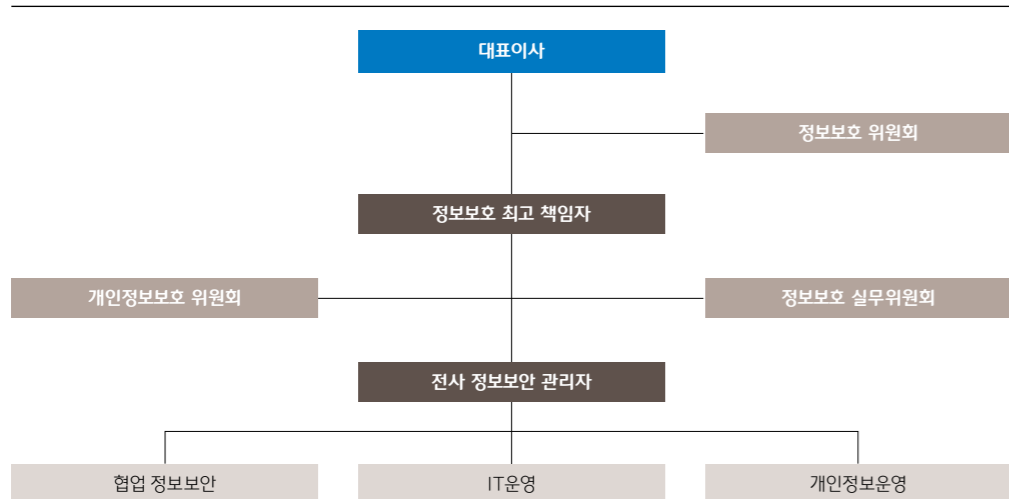 대표이사
정보보호 위원회
정보보호 최고 책임자
개인정보보호 위원회
정보보호 실무위원회
전사 정보보안 관리자
협업 정보보안
IT운영
개인정보운영